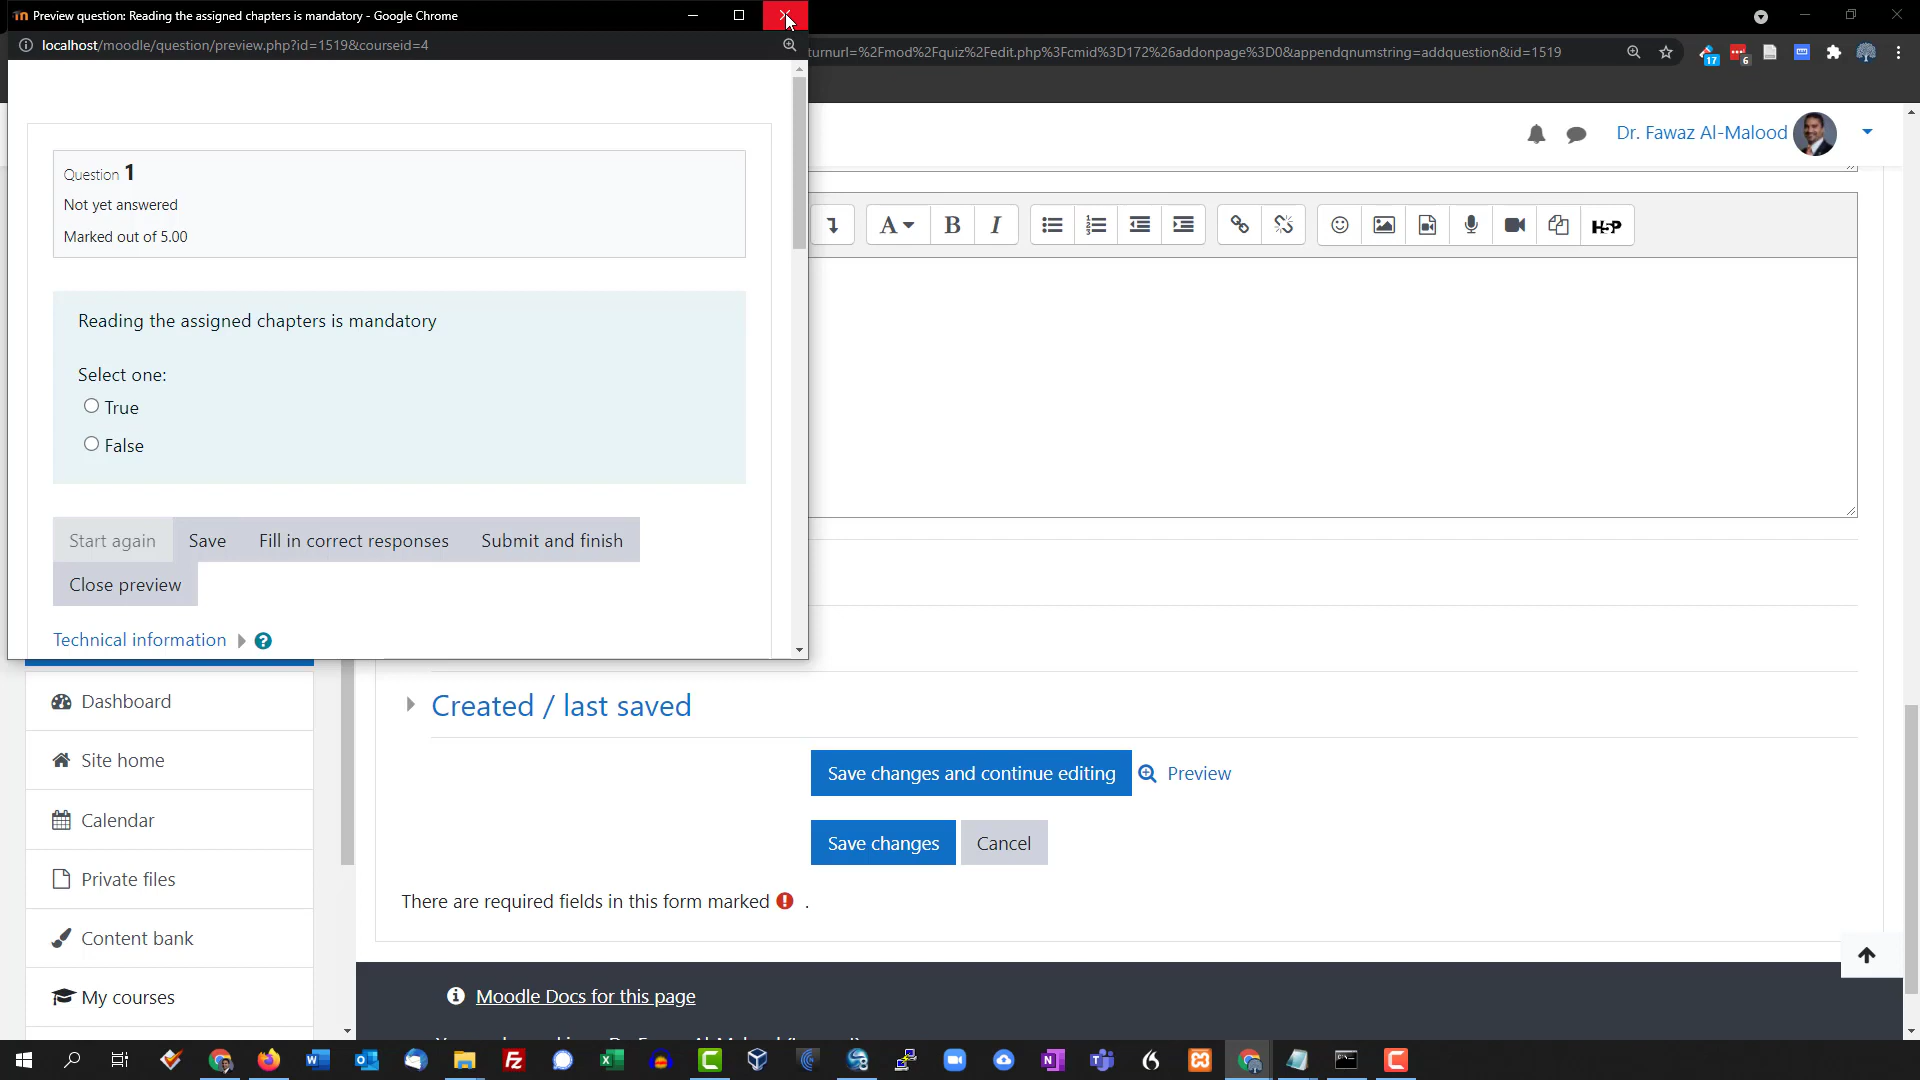 Preview question: Reading the assigned chapters is mandatory - Google Chrome
localhost/moodle/question/preview.php?id=1519&courseid=4
turnurl=%2Fmod%2Fquiz%2Fedit.php%3Fcmid%3D172%26addonpage%3D0&appendqnumstring=addquestion&id=1519
17
6
Dr. Fawaz Al-Malood
Question 1
Not yet answered
Marked out of 5.00
A
B
I
H5P
Reading the assigned chapters is mandatory
Select one:
True
False
Start again
Save
Fill in correct responses
Submit and finish
Close preview
Technical information
Dashboard
Site home
Calendar
Private files
Content bank
My courses
Created / last saved
Save changes and continue editing
Preview
Save changes
Cancel
There are required fields in this form marked .
Moodle Docs for this page